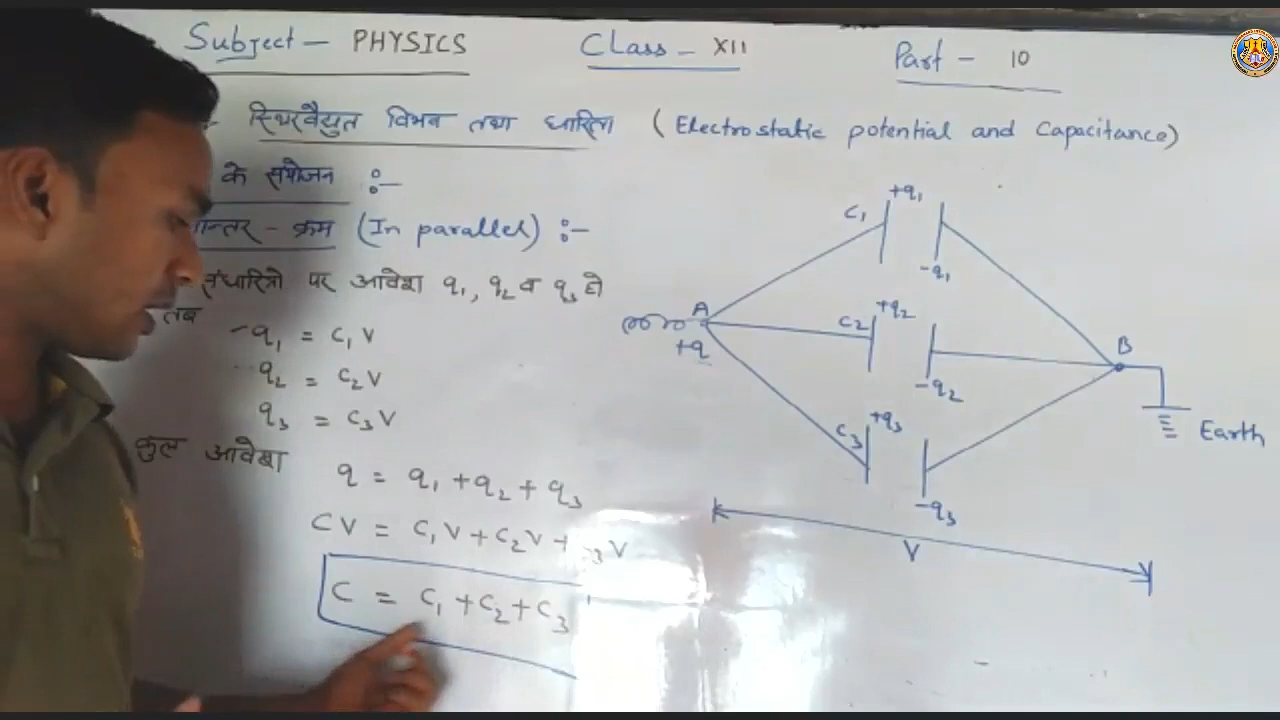 Subject - PHYSICS Class - XII Part - 10
- स्थिरवैद्युत विभव तथा धारिता (Electrostatic potential and Capacitance)
के संयोजन :-
क्रम (In parallel) :-
संधारित्रो पर आवेश q₁, q₂ व q₃ हो
तब
q₁ = C₁V
q₂ = C₂V
q₃ = C₃V
कुल आवेश
q = q₁ + q₂ + q₃
CV = C₁V + C₂V + ₃V
C = C₁ + C₂ + C₃
C₁ +q₁
-q₁
A
+q
C₂ +q₂
-q₂
B
C₃ +q₃
-q₃
Earth
V